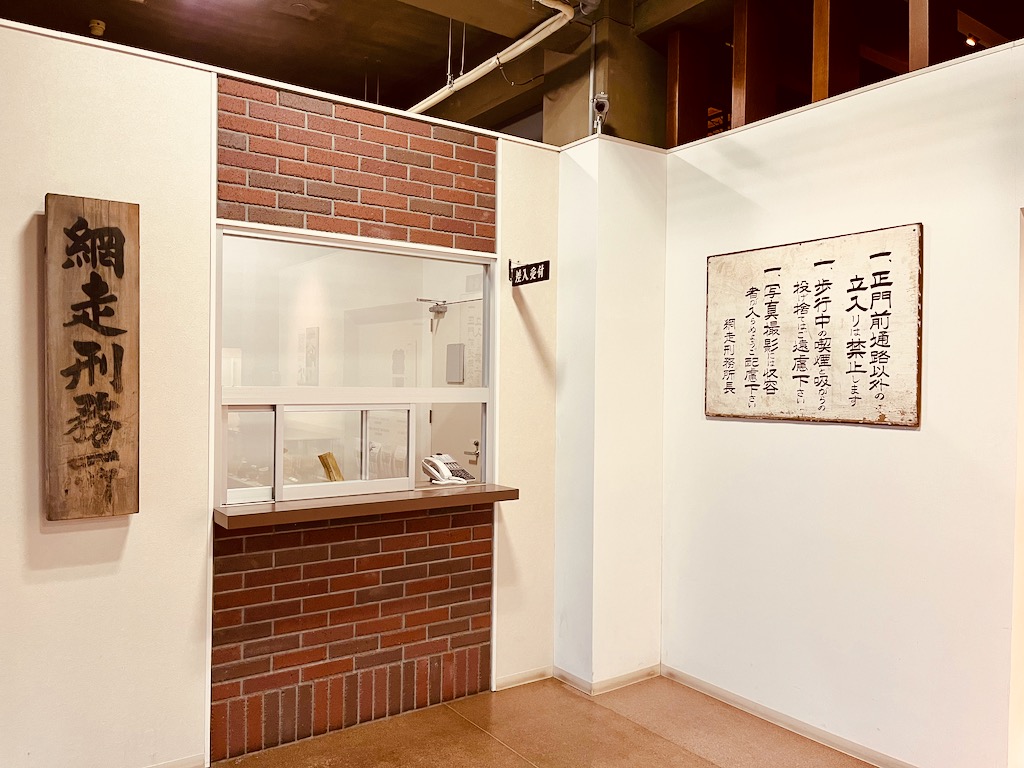 網走刑務所
差入受付
一、正門前通路以外の
立入りは禁止します
一、歩行中の喫煙と吸がらの
投げ捨てはご遠慮下さい
一、写真撮影には収容
者が入らぬようご配慮下さい
網走刑務所長